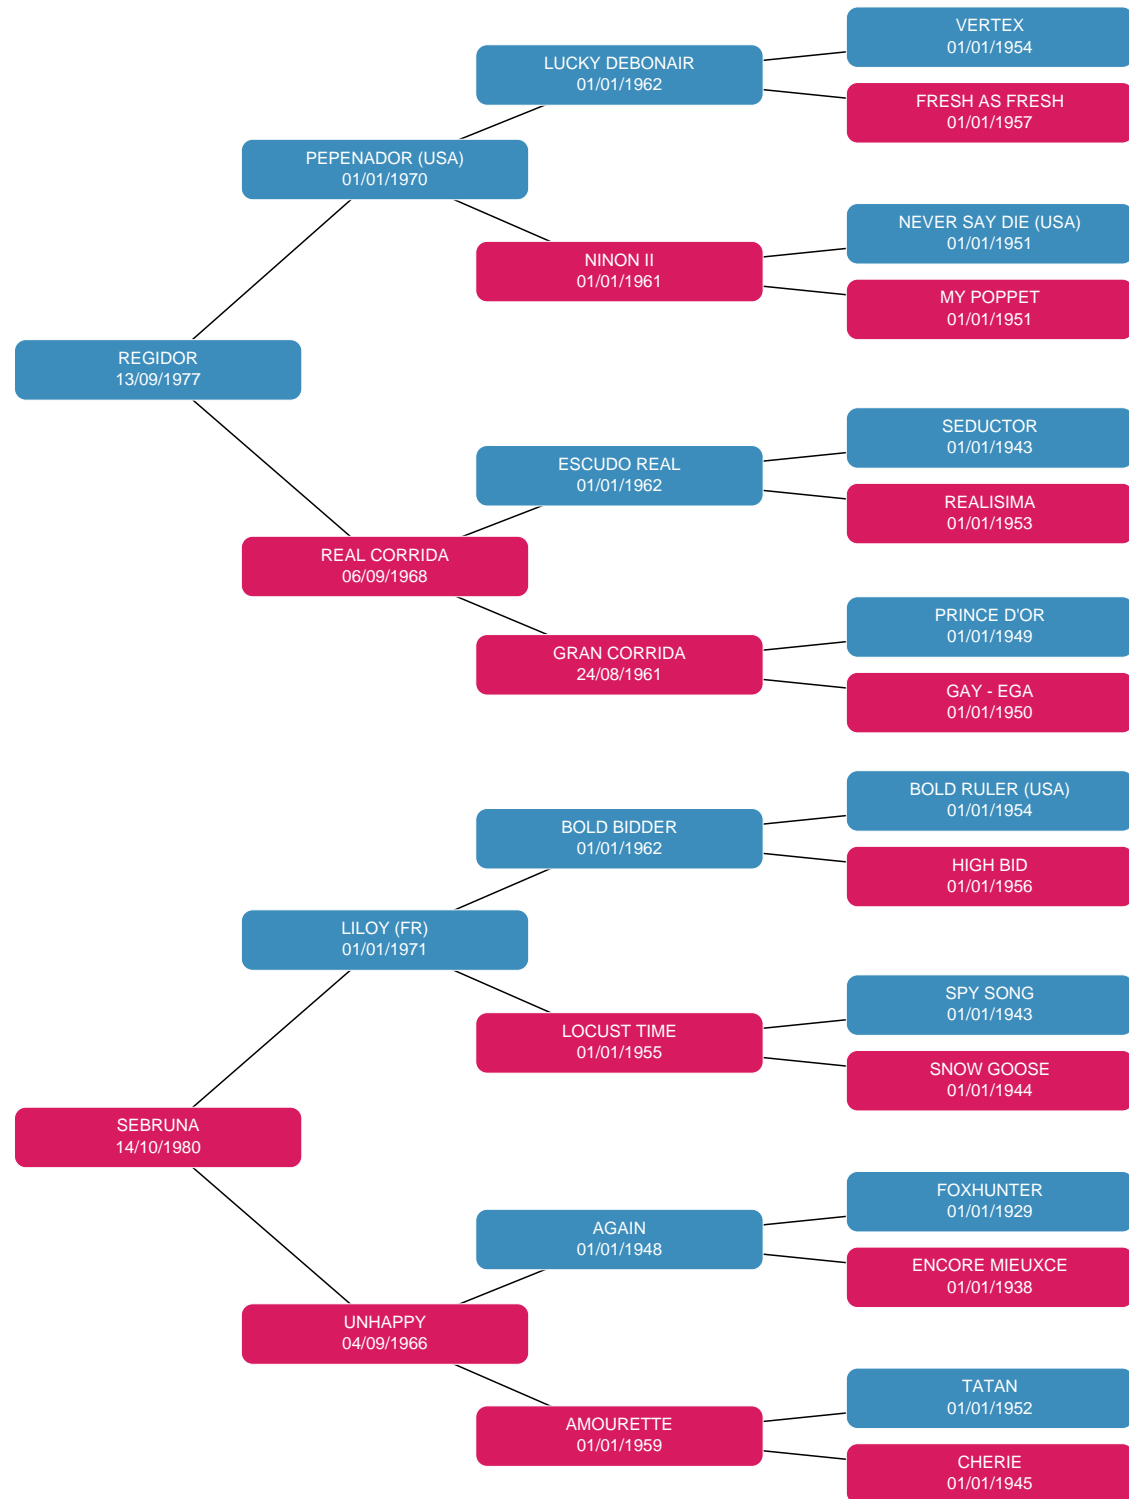 VERTEX
01/01/1954
LUCKY DEBONAIR
01/01/1962
FRESH AS FRESH
01/01/1957
PEPENADOR (USA)
01/01/1970
NEVER SAY DIE (USA)
01/01/1951
NINON II
01/01/1961
MY POPPET
01/01/1951
REGIDOR
13/09/1977
SEDUCTOR
01/01/1943
ESCUDO REAL
01/01/1962
REALISIMA
01/01/1953
REAL CORRIDA
06/09/1968
PRINCE D'OR
01/01/1949
GRAN CORRIDA
24/08/1961
GAY - EGA
01/01/1950
BOLD RULER (USA)
01/01/1954
BOLD BIDDER
01/01/1962
HIGH BID
01/01/1956
LILOY (FR)
01/01/1971
SPY SONG
01/01/1943
LOCUST TIME
01/01/1955
SNOW GOOSE
01/01/1944
SEBRUNA
14/10/1980
FOXHUNTER
01/01/1929
AGAIN
01/01/1948
ENCORE MIEUXCE
01/01/1938
UNHAPPY
04/09/1966
TATAN
01/01/1952
AMOURETTE
01/01/1959
CHERIE
01/01/1945